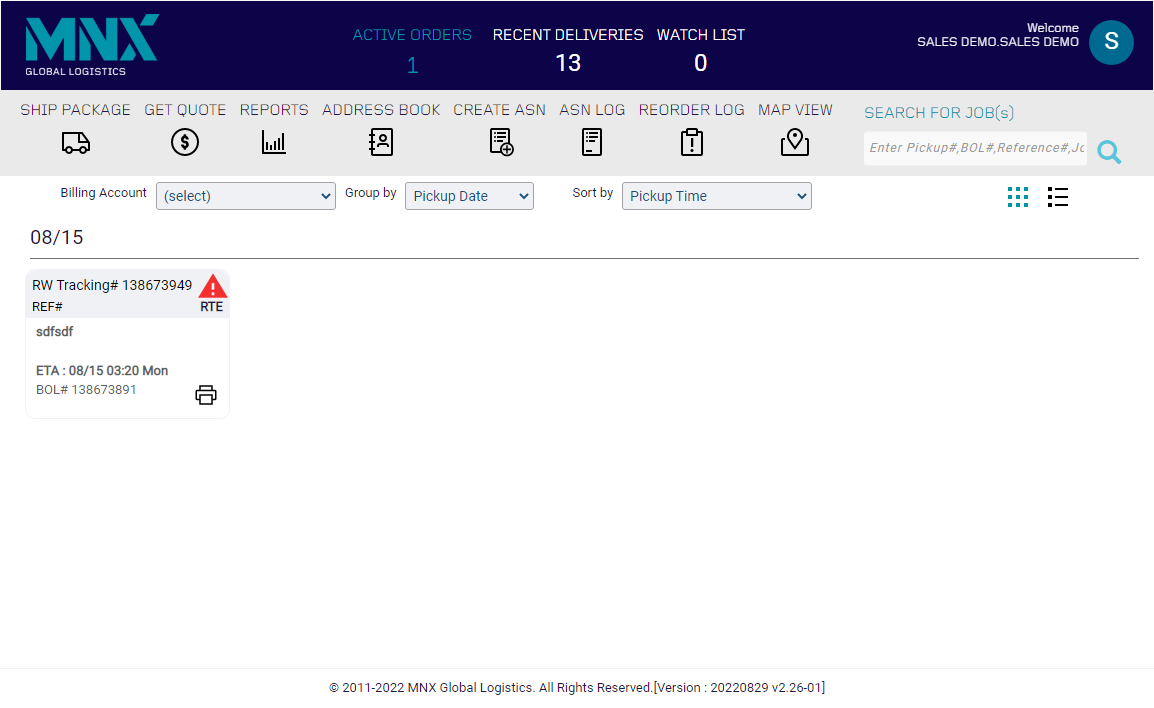 MNX
GLOBAL LOGISTICS
ACTIVE ORDERS
1
RECENT DELIVERIES
13
WATCH LIST
0
Welcome
SALES DEMO.SALES DEMO
S
SHIP PACKAGE
GET QUOTE
REPORTS
ADDRESS BOOK
CREATE ASN
ASN LOG
REORDER LOG
MAP VIEW
SEARCH FOR JOB(s)
Enter Pickup#,BOL#,Reference#,Jo
Billing Account
(select)
Group by
Pickup Date
Sort by
Pickup Time
08/15
RW Tracking# 138673949
REF#
RTE
sdfsdf
ETA : 08/15 03:20 Mon
BOL# 138673891
© 2011-2022 MNX Global Logistics. All Rights Reserved.[Version : 20220829 v2.26-01]